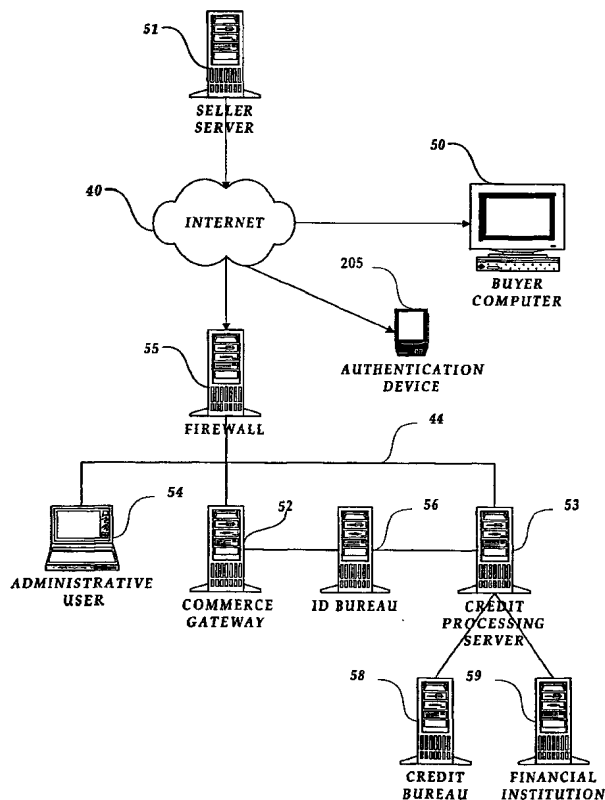 51
SELLER
SERVER
50
40
INTERNET
BUYER
COMPUTER
205
55
AUTHENTICATION
DEVICE
FIREWALL
44
54
52
56
53
ADMINISTRATIVE
USER
COMMERCE
GATEWAY
ID BUREAU
CREDIT
PROCESSING
SERVER
58
59
CREDIT
BUREAU
FINANCIAL
INSTITUTION